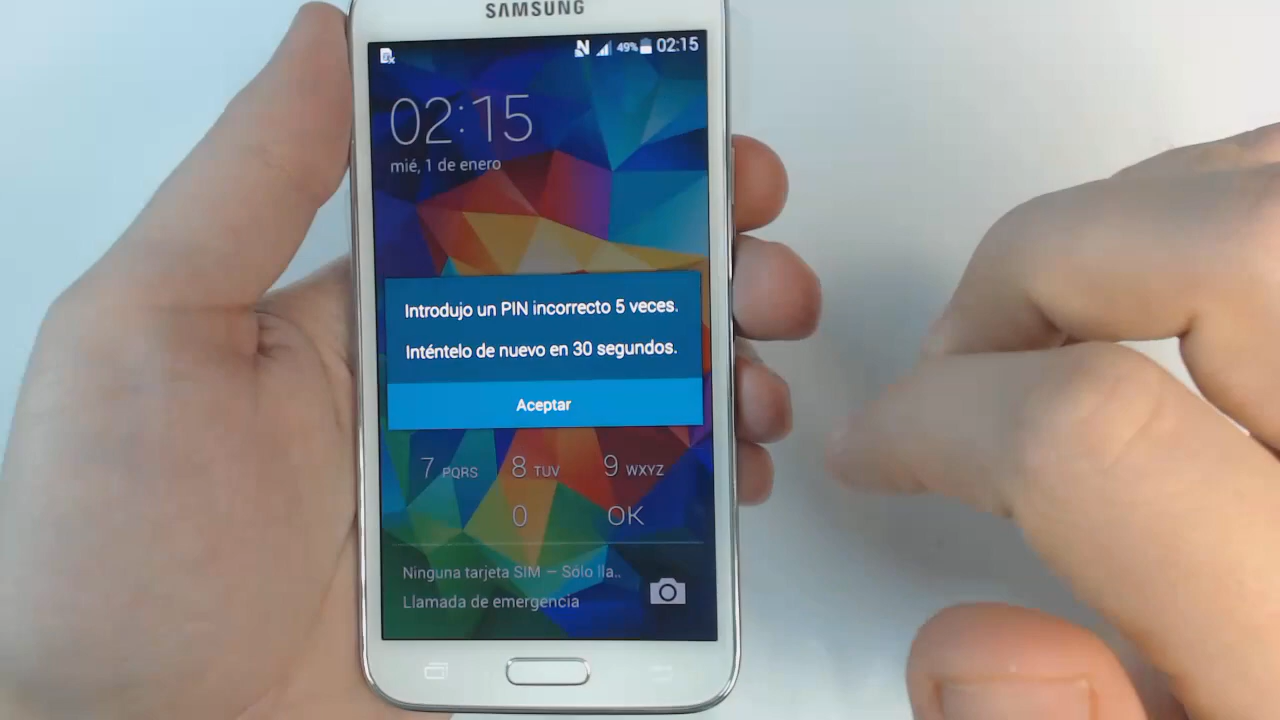 SAMSUNG
49% 02:15
02:15
mié, 1 de enero
Introdujo un PIN incorrecto 5 veces.
Inténtelo de nuevo en 30 segundos.
Aceptar
7 PQRS 8 TUV 9 WXYZ
0 OK
Ninguna tarjeta SIM – Sólo lla..
Llamada de emergencia